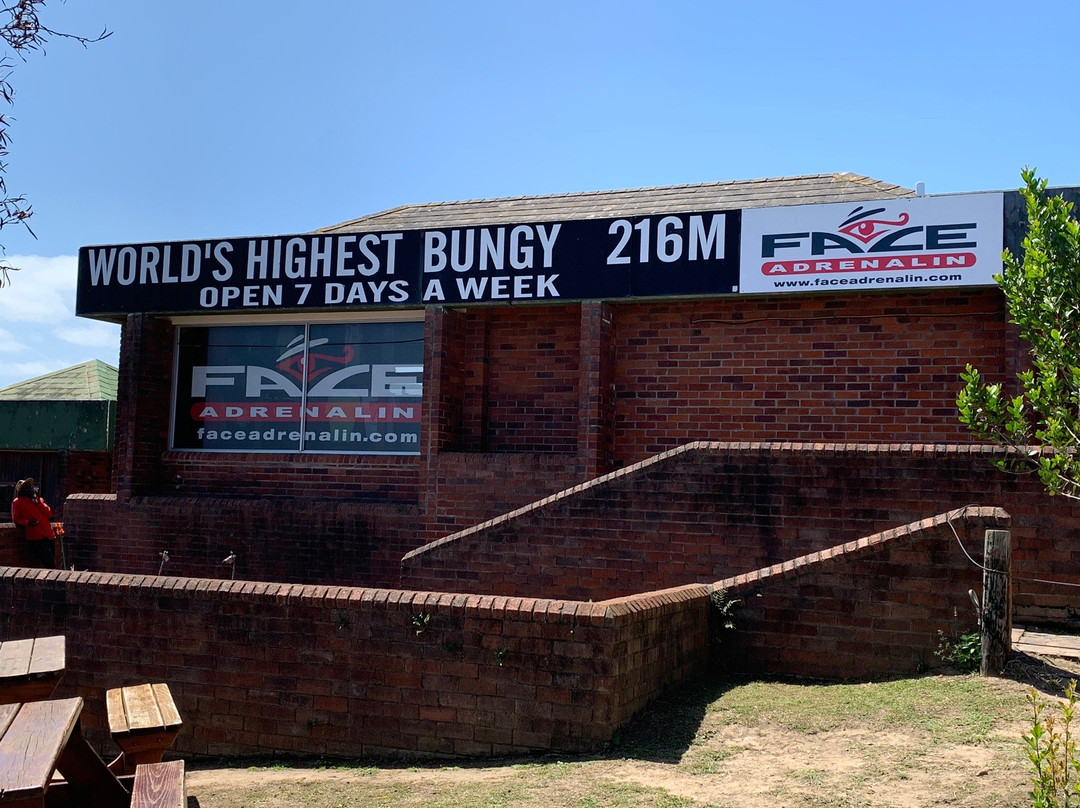 WORLD'S HIGHEST BUNGY 216M
OPEN 7 DAYS A WEEK
FACE
ADRENALIN
www.faceadrenalin.com
FACE
ADRENALIN
faceadrenalin.com